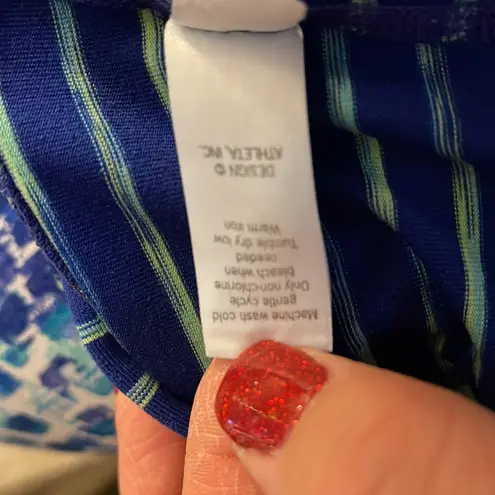 Machine wash cold
gentle cycle
Only non-chlorine
bleach when
needed
Tumble dry low
Warm iron
DESIGN ©
ATHLETA, INC.